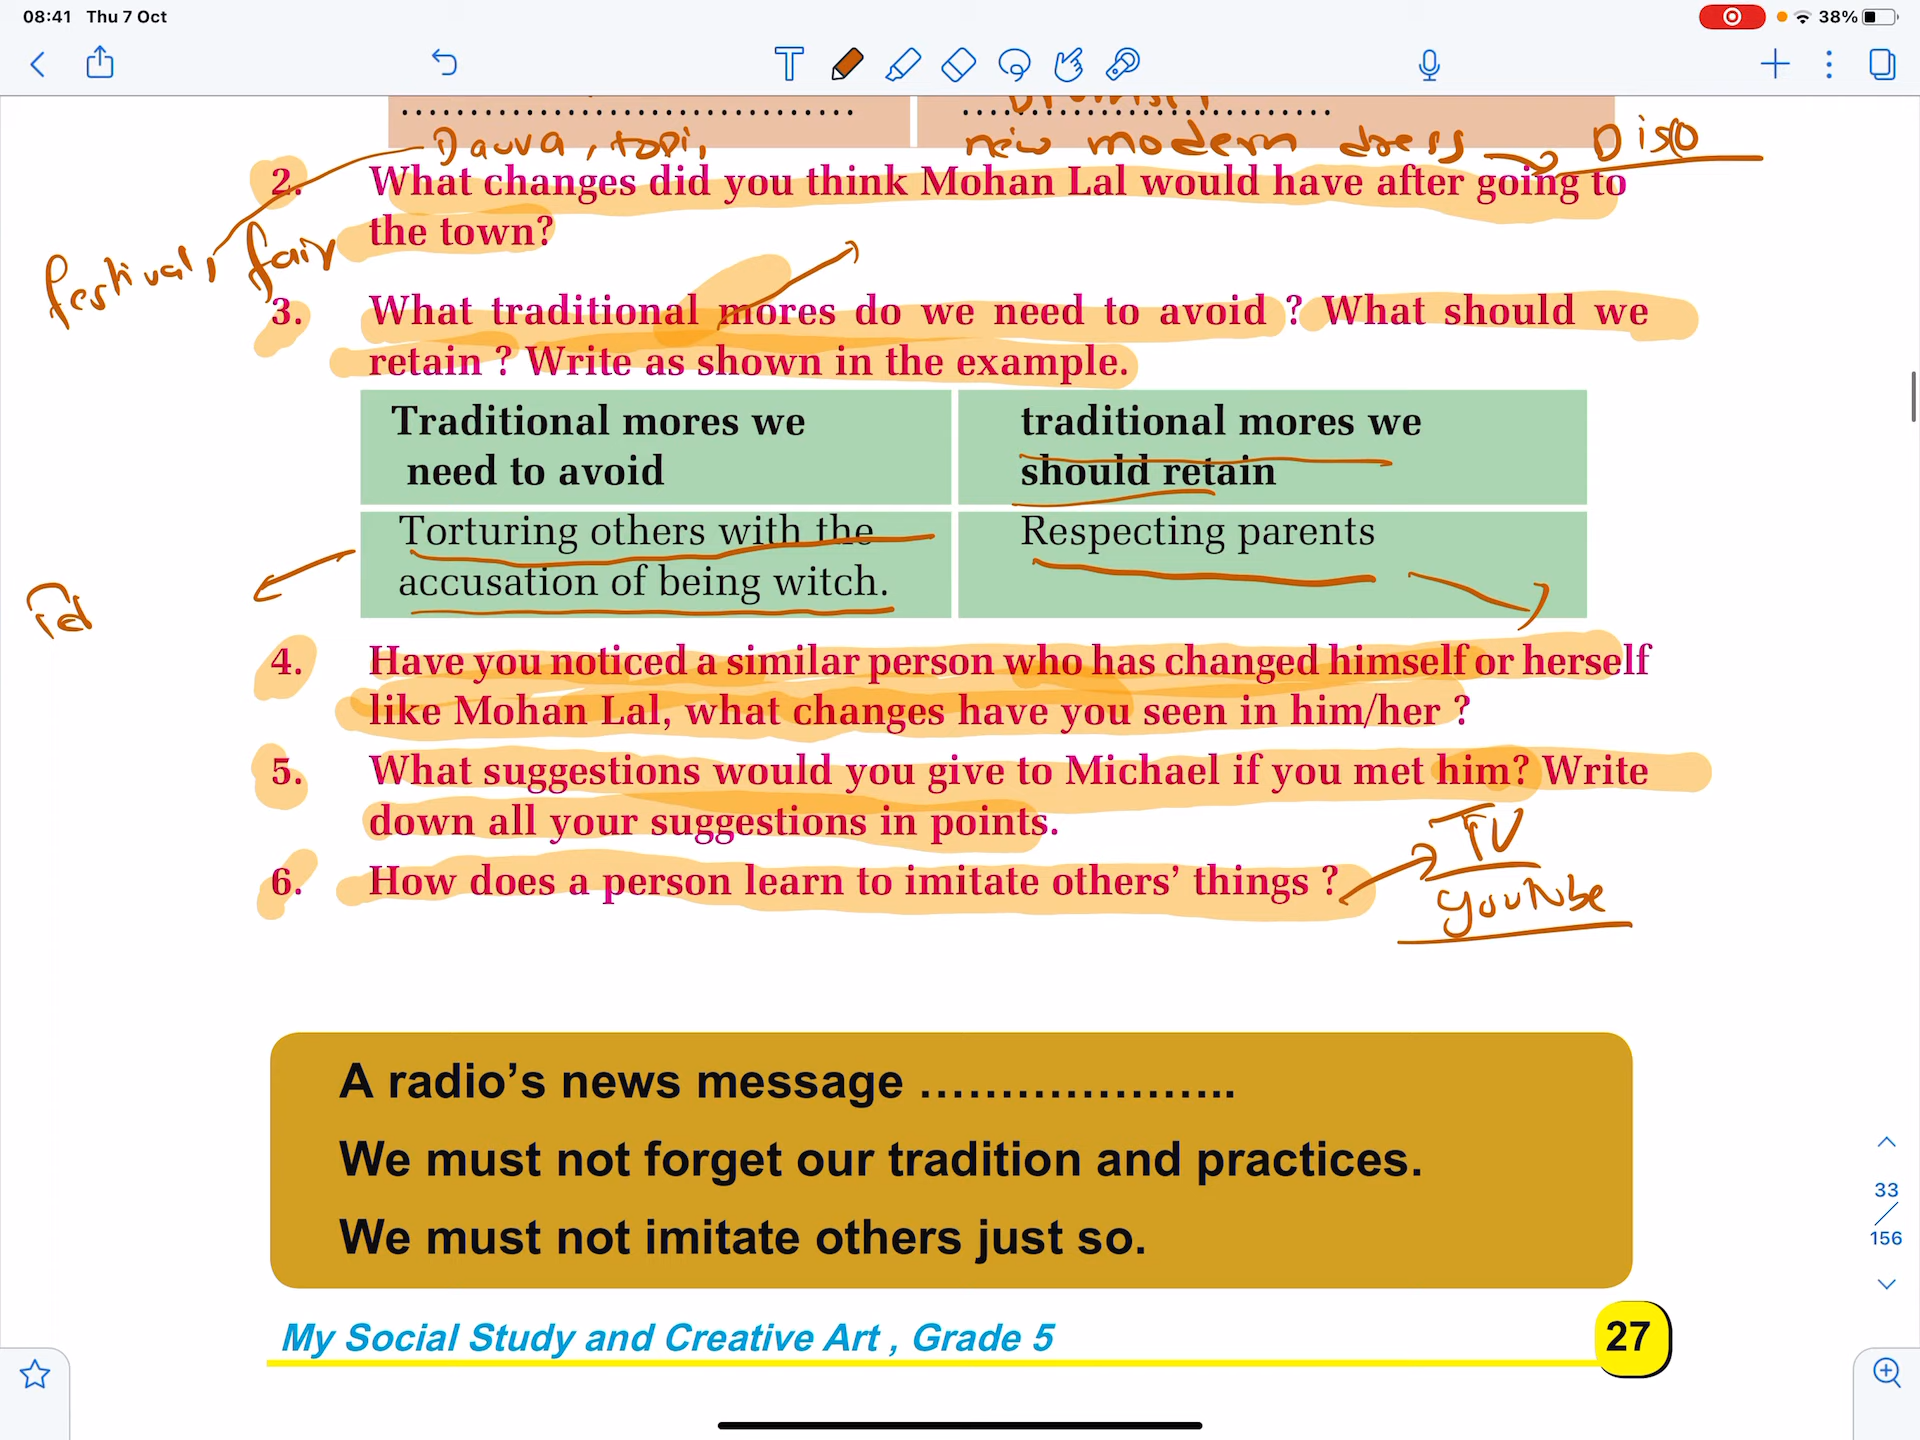 08:41 Thu 7 Oct
38%
Dauva, topi,
new modern dress
Diso
2. What changes did you think Mohan Lal would have after going to
the town?
festival, fair
3. What traditional mores do we need to avoid ? What should we
retain ? Write as shown in the example.
Traditional mores we
need to avoid
traditional mores we
should retain
Torturing others with the
accusation of being witch.
Respecting parents
4. Have you noticed a similar person who has changed himself or herself
like Mohan Lal, what changes have you seen in him/her ?
5. What suggestions would you give to Michael if you met him? Write
down all your suggestions in points.
6. How does a person learn to imitate others' things ?
TV
youtube
A radio's news message ......................
We must not forget our tradition and practices.
We must not imitate others just so.
My Social Study and Creative Art , Grade 5
27
33
156